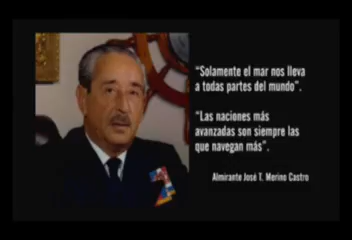 “Solamente el mar nos lleva
a todas partes del mundo”.
“Las naciones más
avanzadas son siempre las
que navegan más”.
Almirante José T. Merino Castro